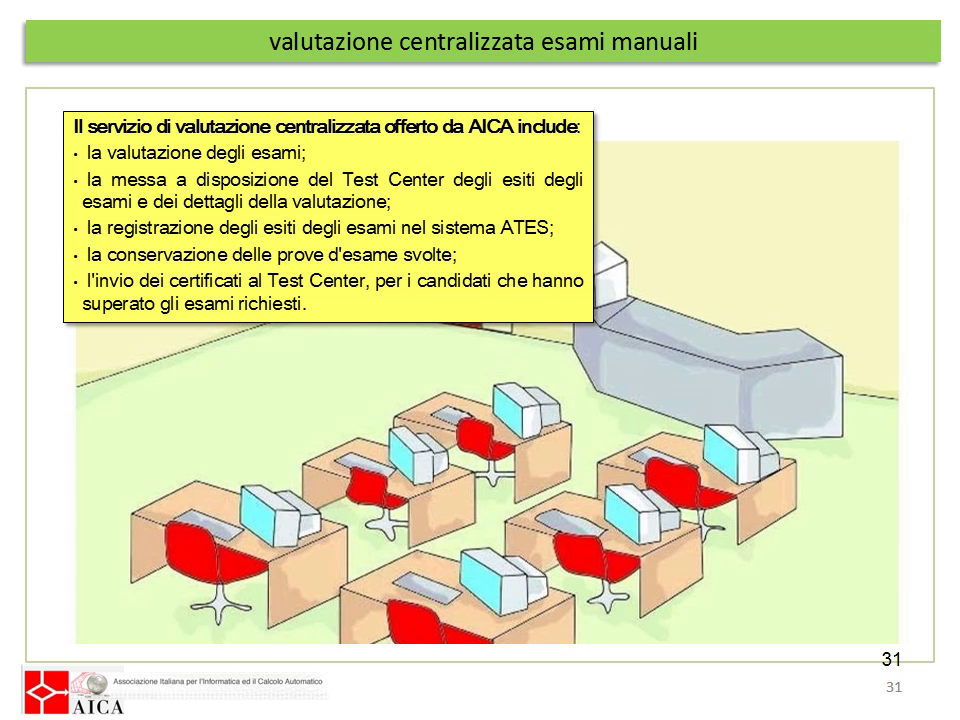 valutazione centralizzata esami manuali
Il servizio di valutazione centralizzata offerto da AICA include:
• la valutazione degli esami;
• la messa a disposizione del Test Center degli esiti degli
esami e dei dettagli della valutazione;
• la registrazione degli esiti degli esami nel sistema ATES;
• la conservazione delle prove d'esame svolte;
• l'invio dei certificati al Test Center, per i candidati che hanno
superato gli esami richiesti.
31
Associazione Italiana per l'Informatica ed il Calcolo Automatico
31
AICA